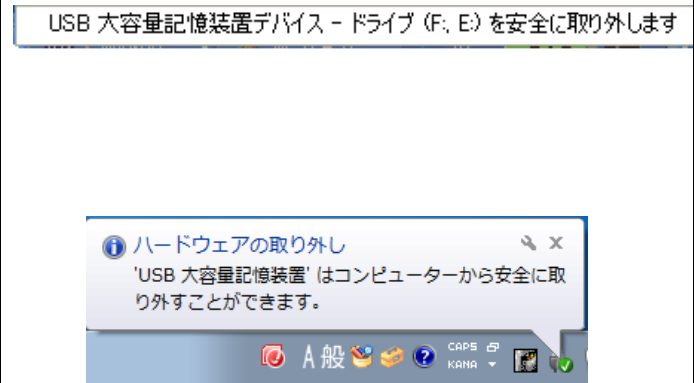 USB 大容量記憶装置デバイス - ドライブ (F:, E:) を安全に取り外します
ハードウェアの取り外し
'USB 大容量記憶装置' はコンピューターから安全に取
り外すことができます。
A 般 CAPS
KANA